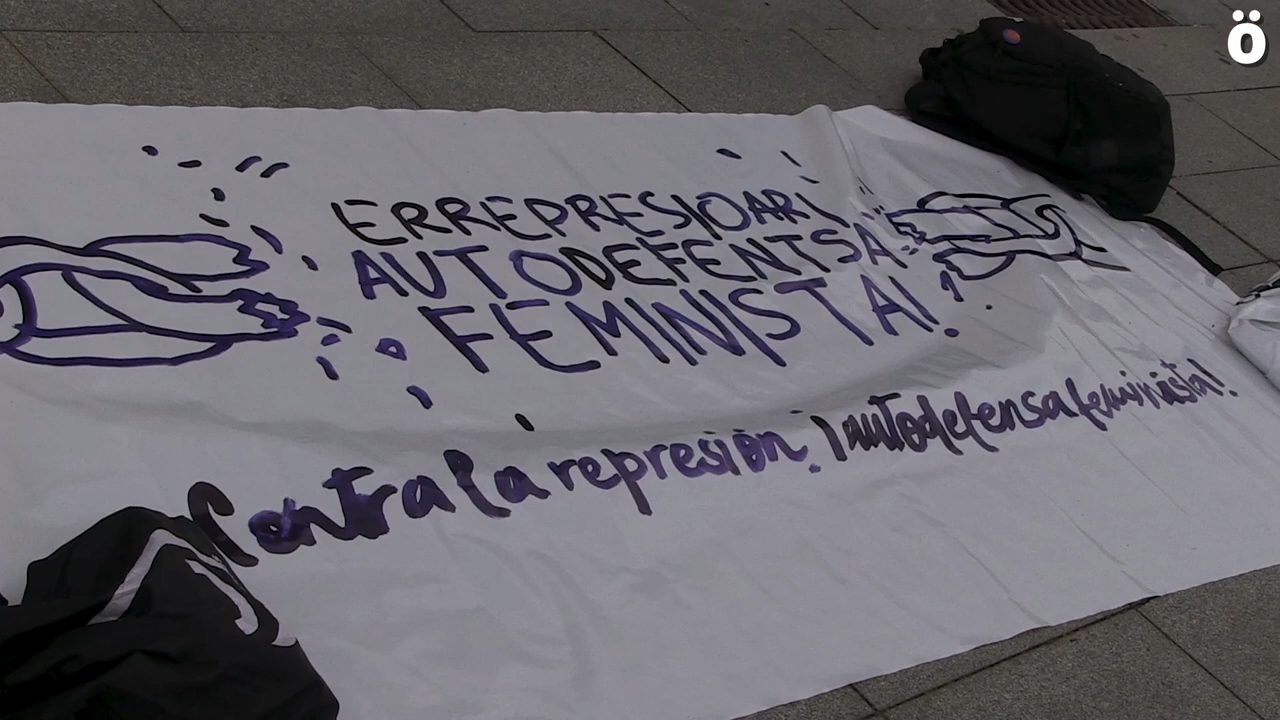 ERREPRESIOARI
AUTODEFENTSA
FEMINISTA!
Contra la represión, ¡autodefensa feminista!
ö